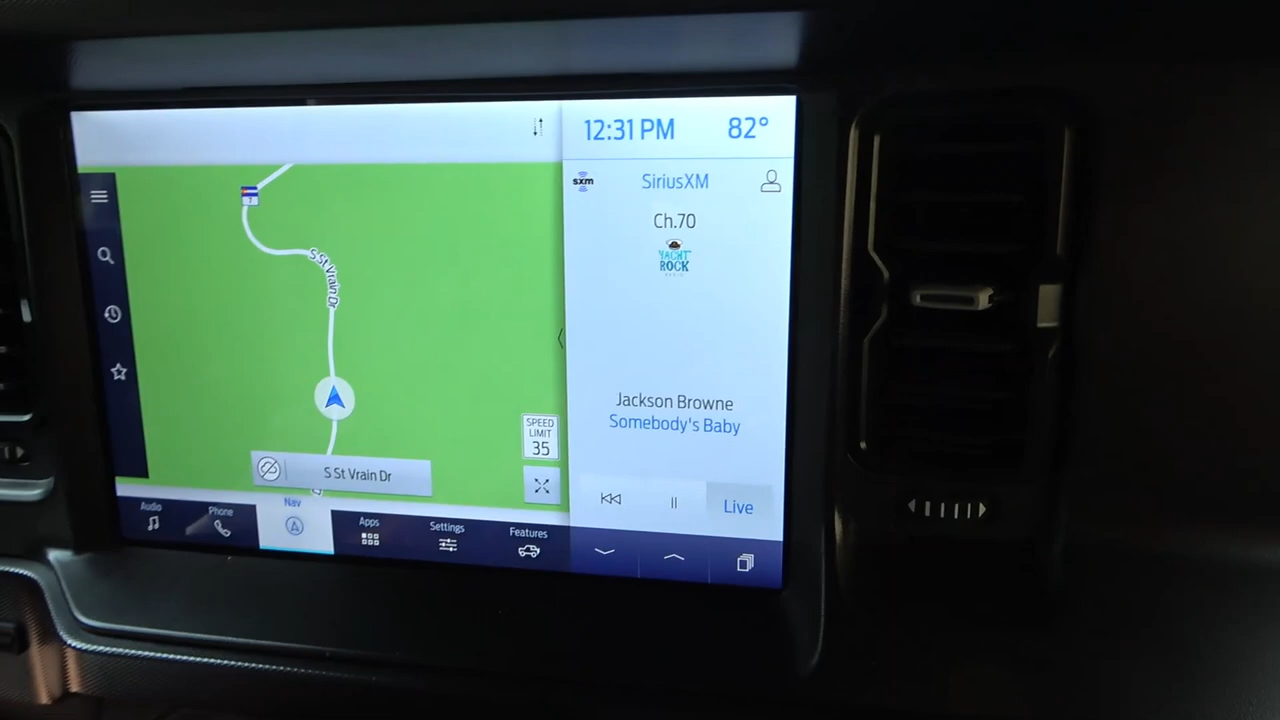 12:31 PM 82°
sxm
SiriusXM
Ch.70
YACHT
ROCK
7
S St Vrain Dr
Jackson Browne
Somebody's Baby
SPEED
LIMIT
35
S St Vrain Dr
Live
Audio
Phone
Nav
Apps
Settings
Features